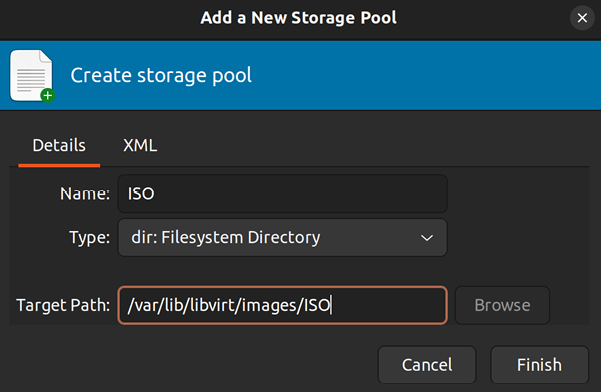 Add a New Storage Pool
Create storage pool
Details XML
Name: ISO
Type: dir: Filesystem Directory
Target Path: /var/lib/libvirt/images/ISO Browse
Cancel Finish